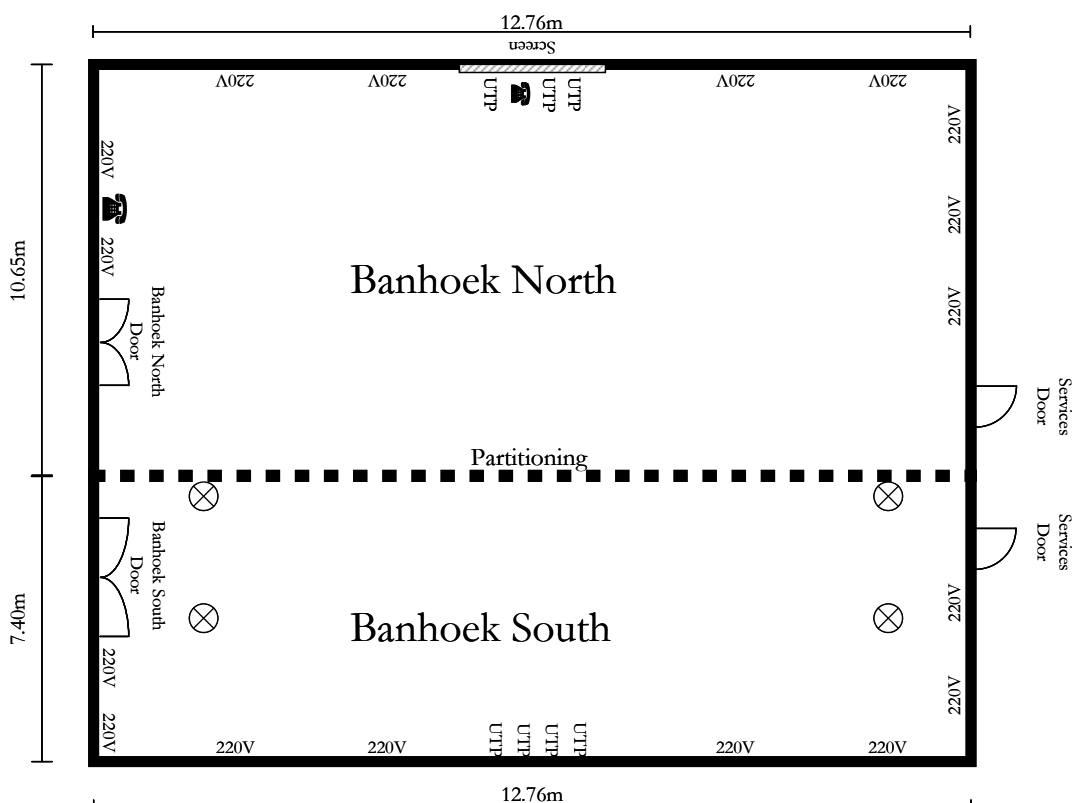 12.76m
Screen
220V
220V
220V
220V
UTP
UTP
UTP
220V
220V
220V
10.65m
220V
220V
Banhoek North
Banhoek North
Door
Services
Door
Partitioning
Banhoek South
Door
Services
Door
7.40m
Banhoek South
220V
220V
220V
220V
UTP
UTP
UTP
UTP
220V
220V
220V
220V
12.76m